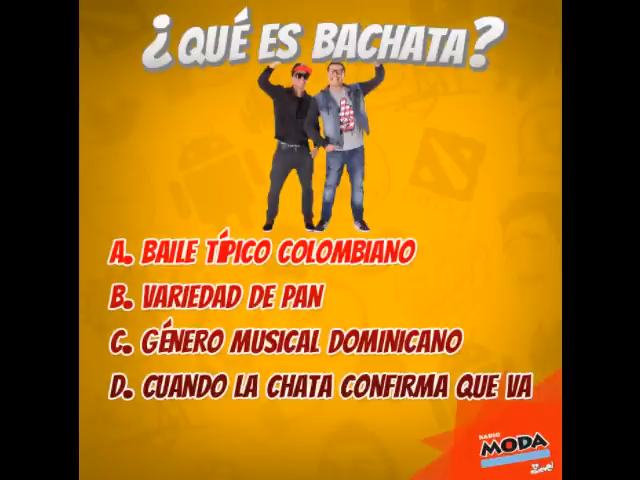 ¿QUÉ ES BACHATA?
A. BAILE TÍPICO COLOMBIANO
B. VARIEDAD DE PAN
C. GÉNERO MUSICAL DOMINICANO
D. CUANDO LA CHATA CONFIRMA QUE VA
RADIO
MODA